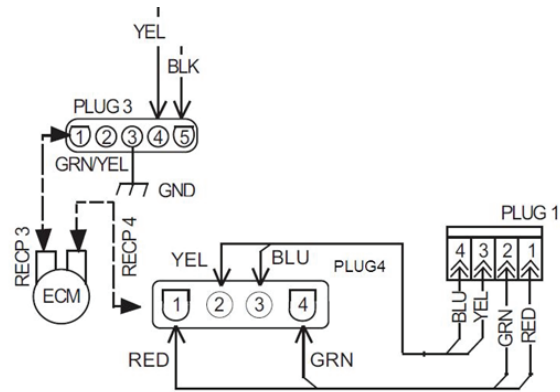 YEL
BLK
PLUG 3
1 2 3 4 5
GRN/YEL
GND
RECP 3
RECP 4
ECM
PLUG 1
4 3 2 1
BLU
YEL
GRN
RED
YEL
BLU
PLUG4
1 2 3 4
RED
GRN